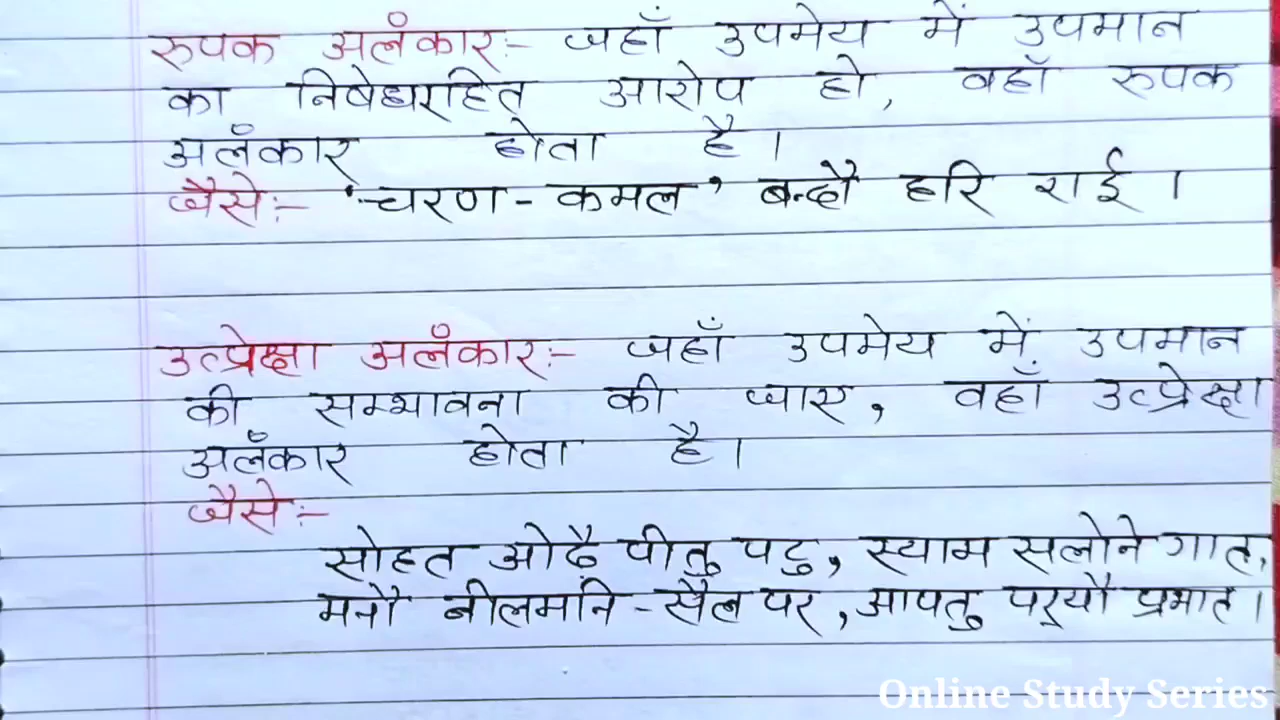 रुपक अलंकार:- जहाँ उपमेय में उपमान
का निषेधरहित आरोप हो, वहाँ रुपक
अलंकार होता है।
जैसे:- 'चरण-कमल' बन्दौ हरि राई।
उत्प्रेक्षा अलंकार:- जहाँ उपमेय में उपमान
की सम्भावना की जाए, वहाँ उत्प्रेक्षा
अलंकार होता है।
जैसे:-
सोहत ओढ़ै पीतु पटु, स्याम सलोने गात,
मनौ नीलमनि-सैल पर, आपतु पर्‌यौ प्रभात।
Online Study Series